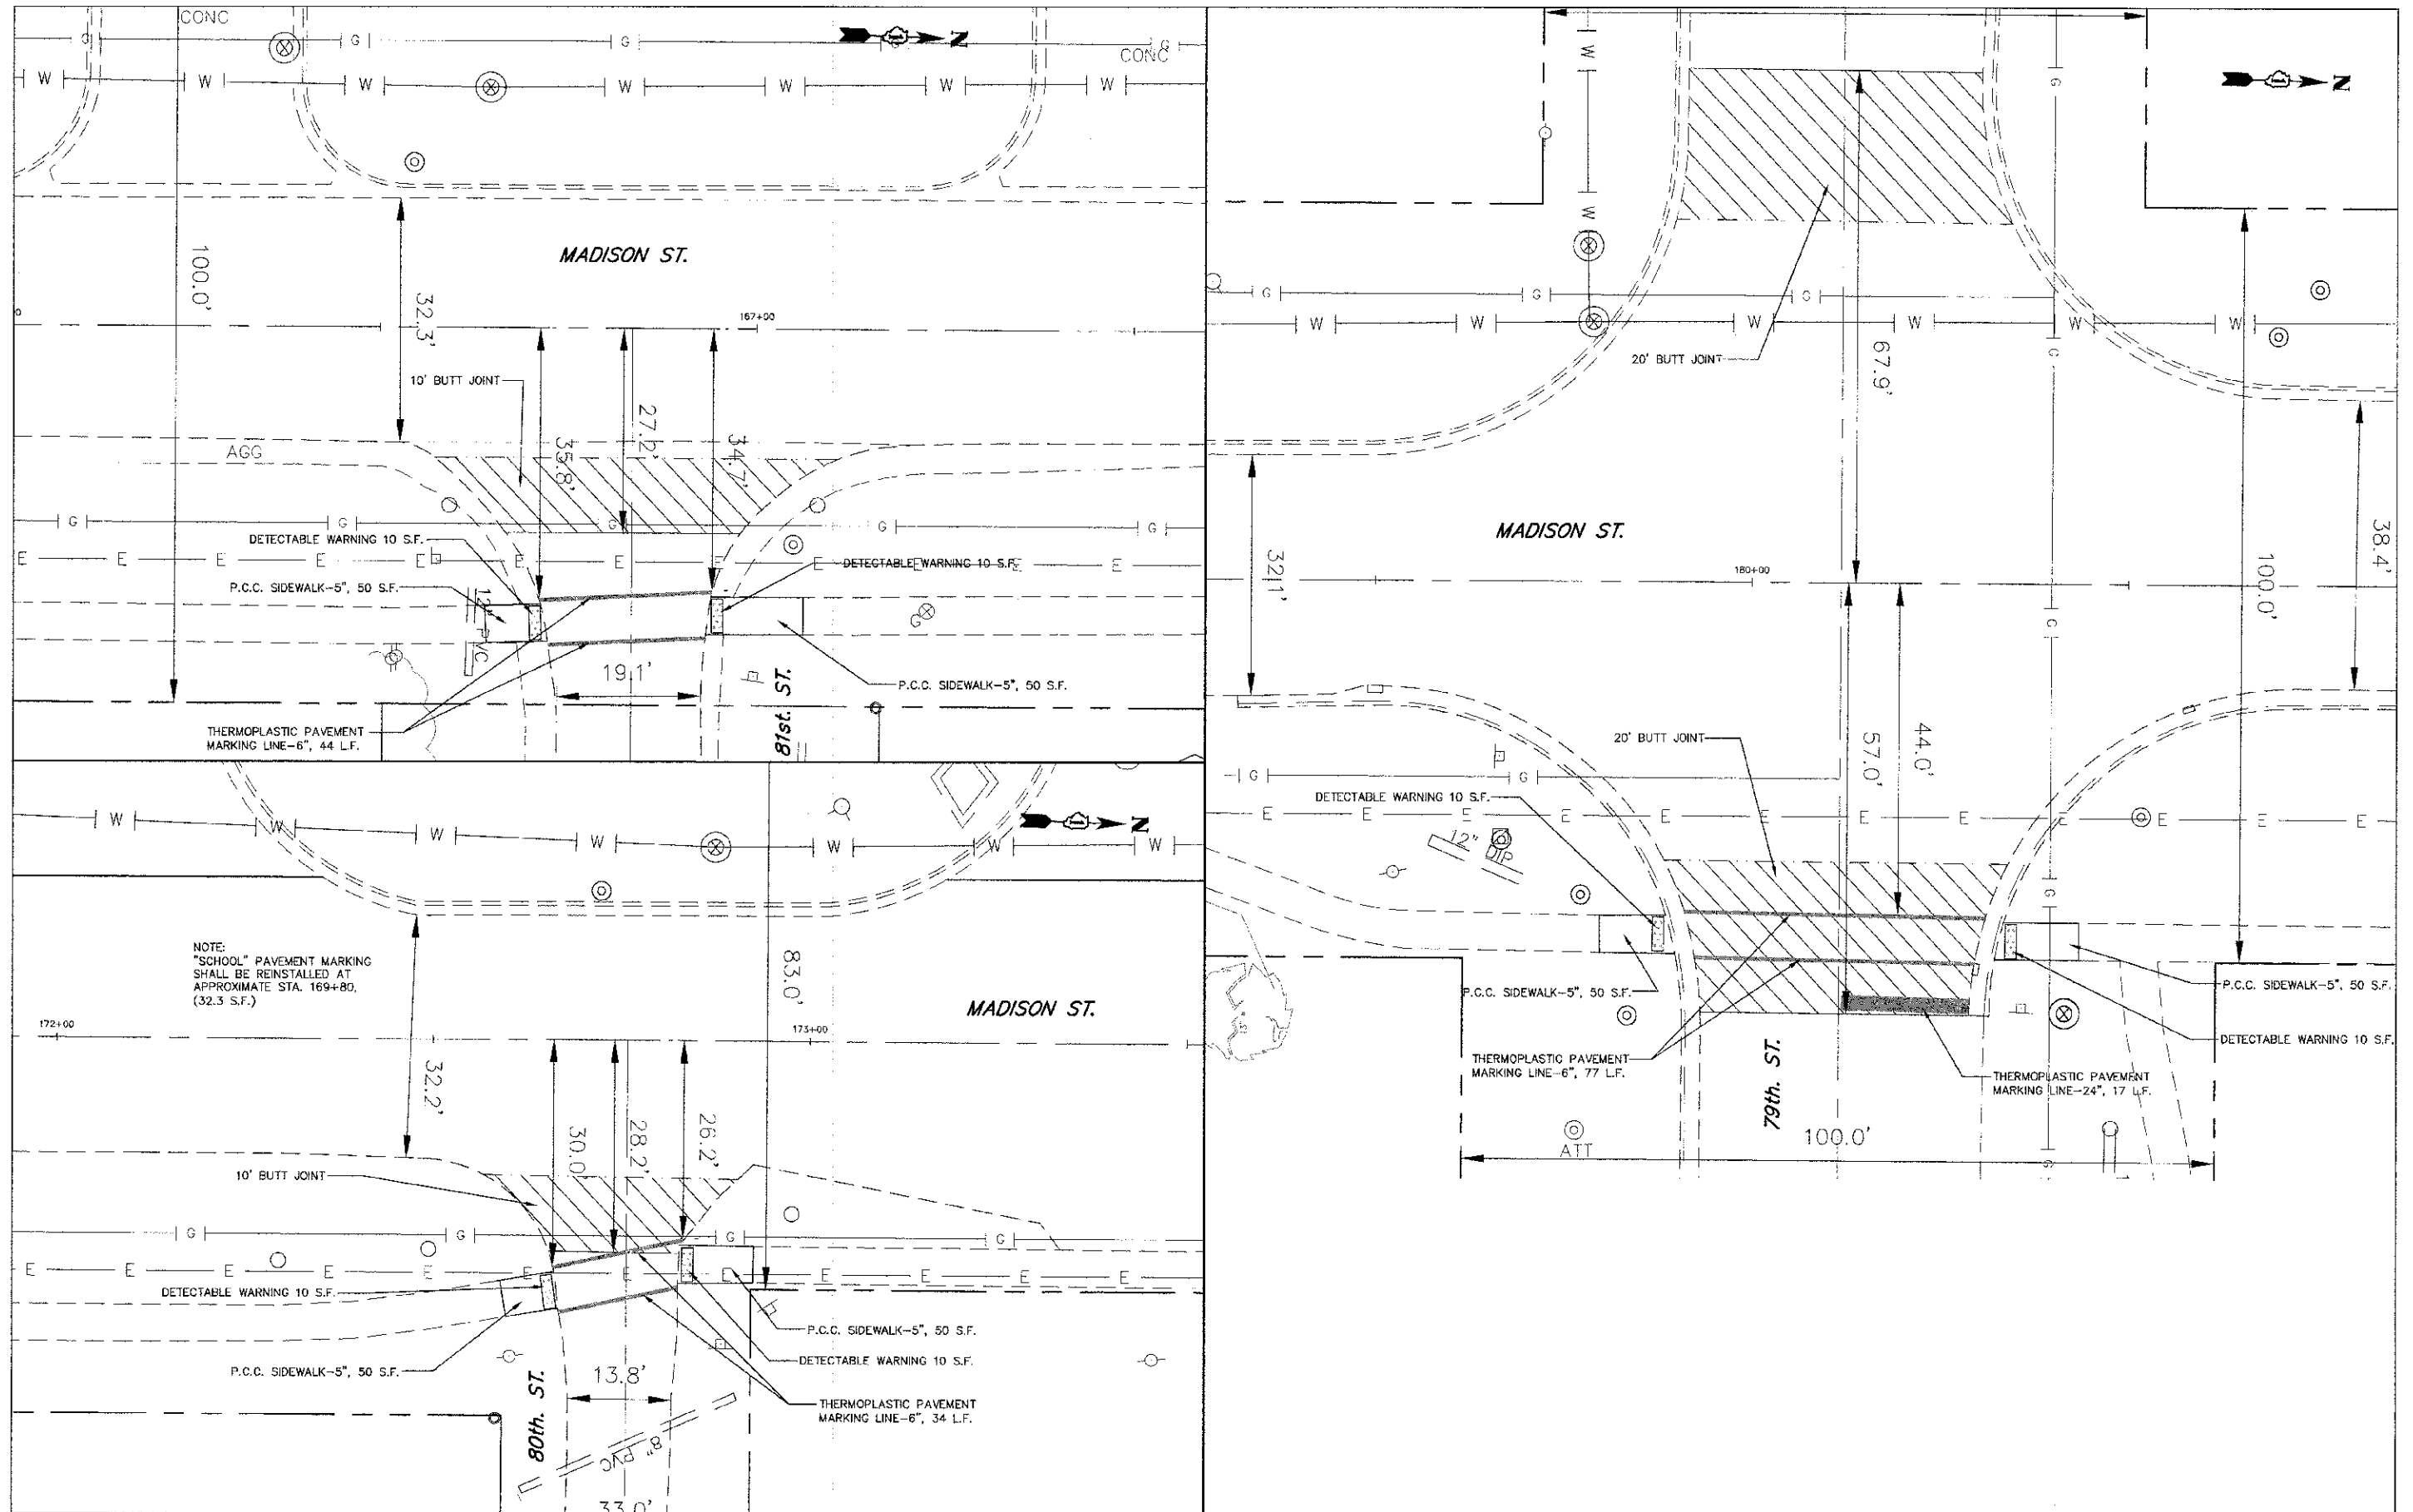 CONC
G
G
G
G
N
CONC
W
W
W
W
W
W
W
MADISON ST.
100.0'
32.3'
167+00
10' BUTT JOINT
27.2'
35.8'
34.7'
AGG
G
G
G
G
G
DETECTABLE WARNING 10 S.F.
E E E E E E E E E
DETECTABLE WARNING 10 S.F.
P.C.C. SIDEWALK-5", 50 S.F.
12" PVC
G
19.1'
P.C.C. SIDEWALK-5", 50 S.F.
81st. ST.
THERMOPLASTIC PAVEMENT
MARKING LINE-6", 44 L.F.
W
W
W
W
W
W
W
N
NOTE:
"SCHOOL" PAVEMENT MARKING
SHALL BE REINSTALLED AT
APPROXIMATE STA. 169+80,
(32.3 S.F.)
83.0'
MADISON ST.
172+00
173+00
32.2'
30.0'
28.2'
26.2'
10' BUTT JOINT
G
G
G
G
E E E E E E E E E E E E
DETECTABLE WARNING 10 S.F.
P.C.C. SIDEWALK-5", 50 S.F.
DETECTABLE WARNING 10 S.F.
P.C.C. SIDEWALK-5", 50 S.F.
13.8'
80th. ST.
THERMOPLASTIC PAVEMENT
MARKING LINE-6", 34 L.F.
8" PVC
33.0'
W
G
N
W
G
G
G
W
W
W
W
W
W
20' BUTT JOINT
67.9'
G
MADISON ST.
38.4'
32.1'
180+00
100.0'
G
20' BUTT JOINT
44.0'
57.0'
G
G
DETECTABLE WARNING 10 S.F.
E E E E E E E E E E E E
12" DIP
G
P.C.C. SIDEWALK-5", 50 S.F.
P.C.C. SIDEWALK-5", 50 S.F.
DETECTABLE WARNING 10 S.F.
THERMOPLASTIC PAVEMENT
MARKING LINE-6", 77 L.F.
79th. ST.
THERMOPLASTIC PAVEMENT
MARKING LINE-24", 17 L.F.
ATT
100.0'
G